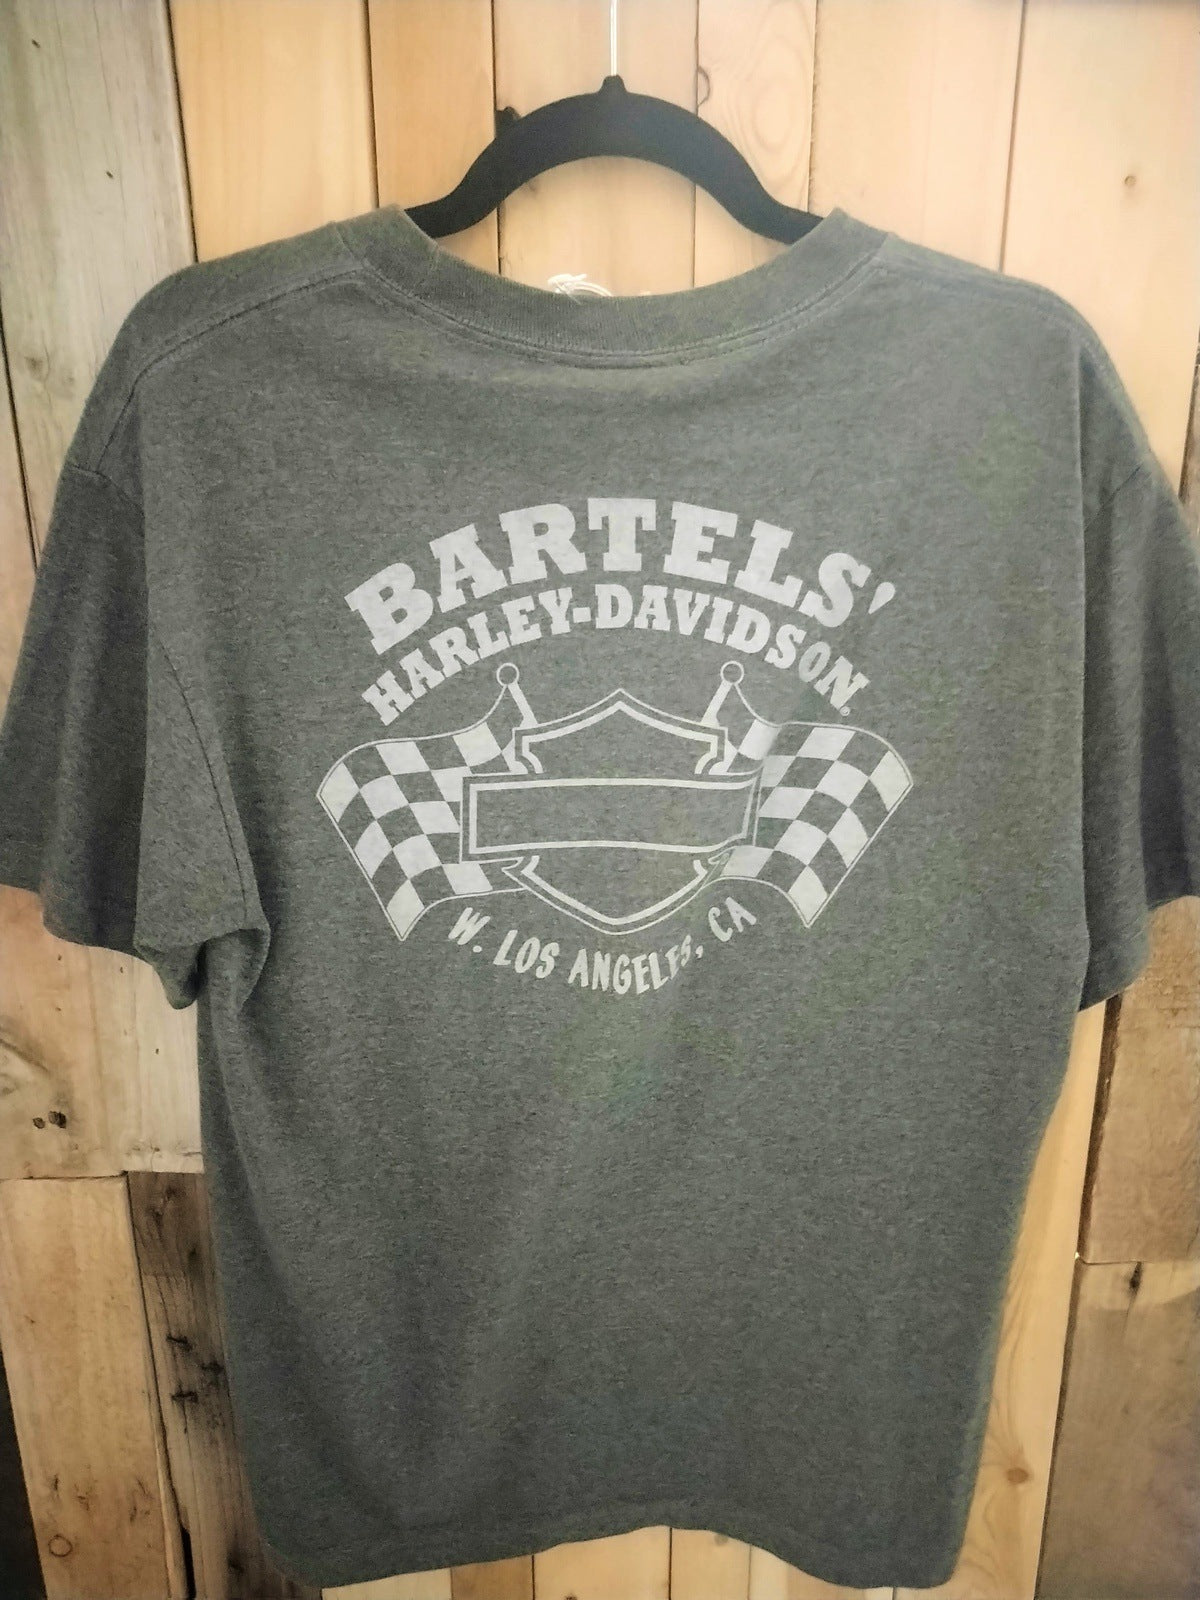 BARTELS'
HARLEY-DAVIDSON®
W. LOS ANGELES, CA